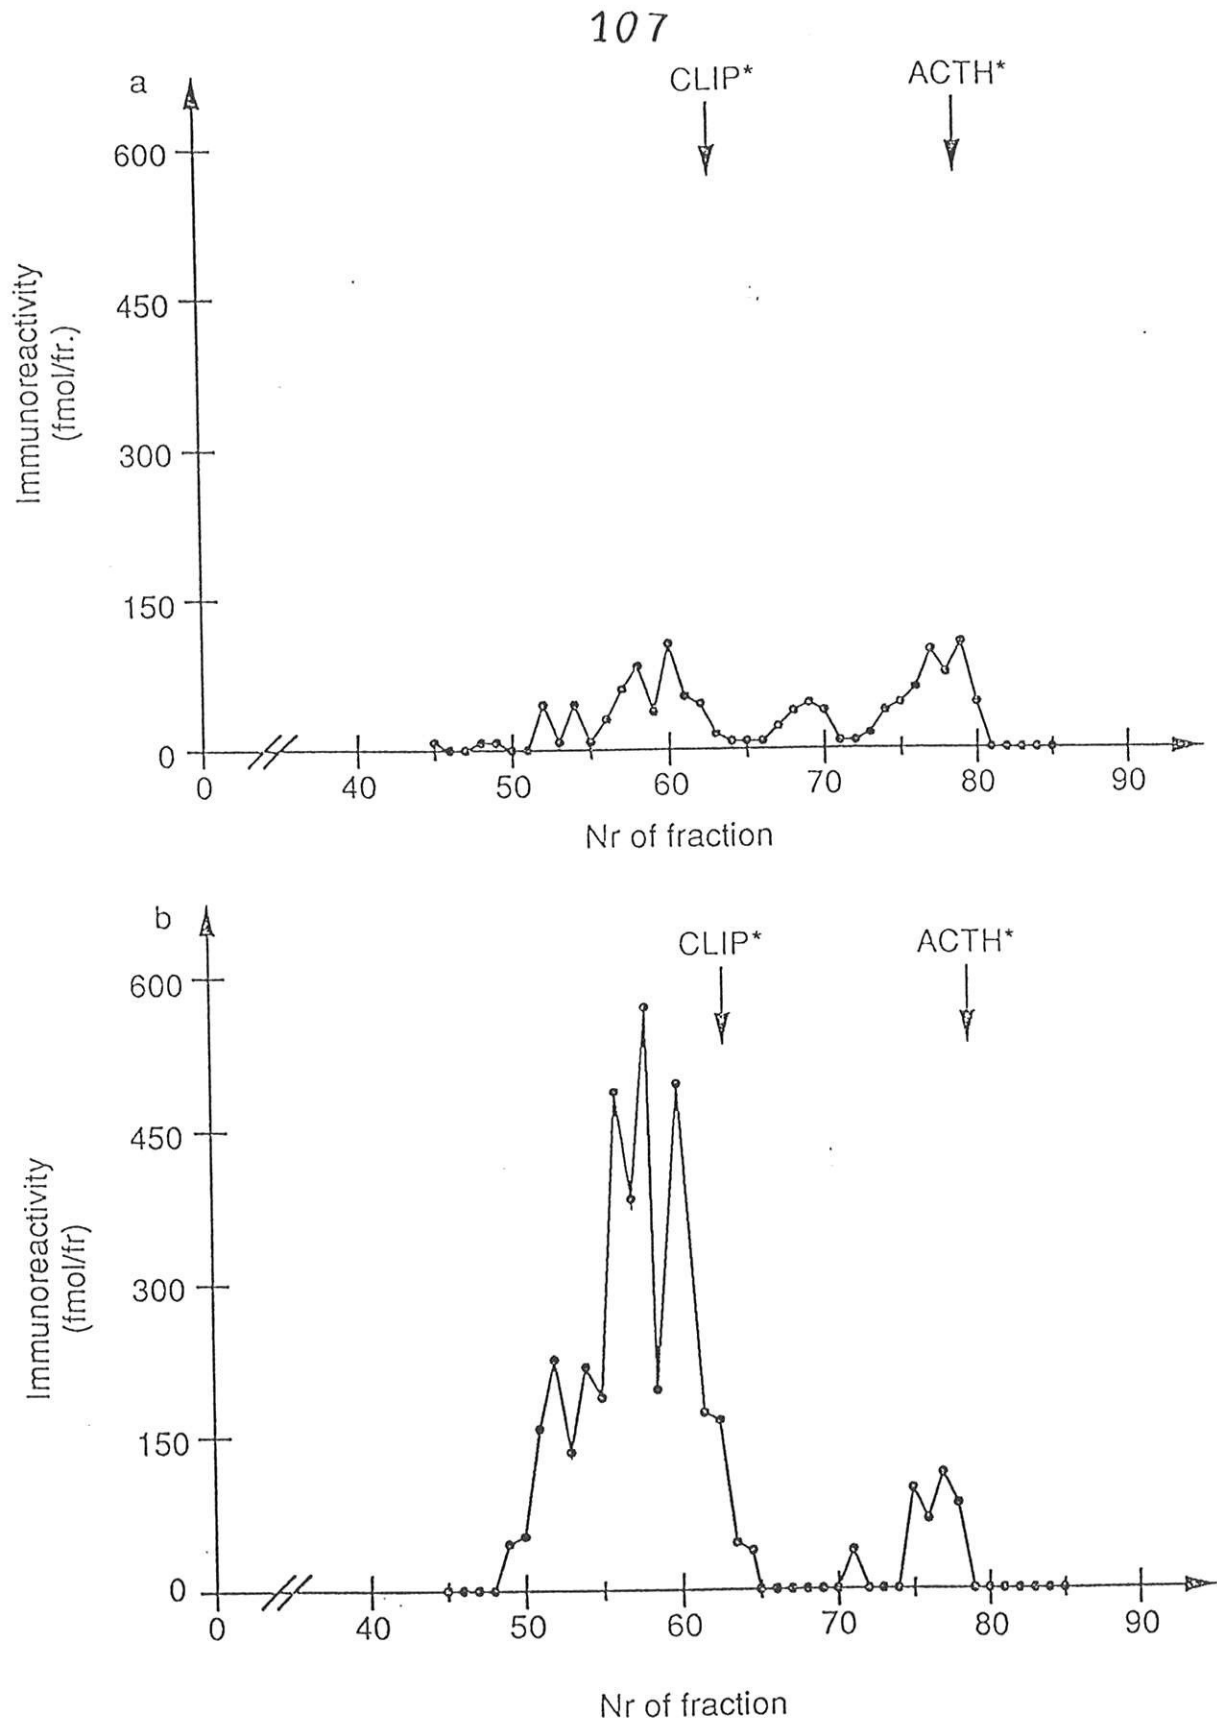 107
a
CLIP* ACTH*
600
450
300
150
0
Immunoreactivity
(fmol/fr.)
0 40 50 60 70 80 90
Nr of fraction
b
CLIP* ACTH*
600
450
300
150
0
Immunoreactivity
(fmol/fr)
0 40 50 60 70 80 90
Nr of fraction